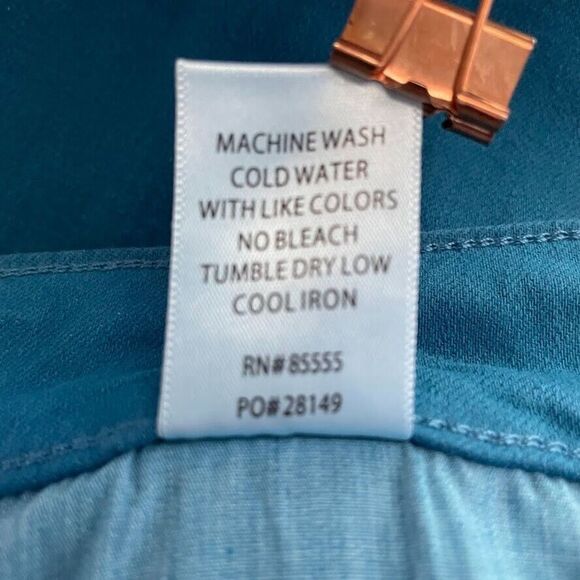 MACHINE WASH
COLD WATER
WITH LIKE COLORS
NO BLEACH
TUMBLE DRY LOW
COOL IRON
RN# 85555
PO# 28149